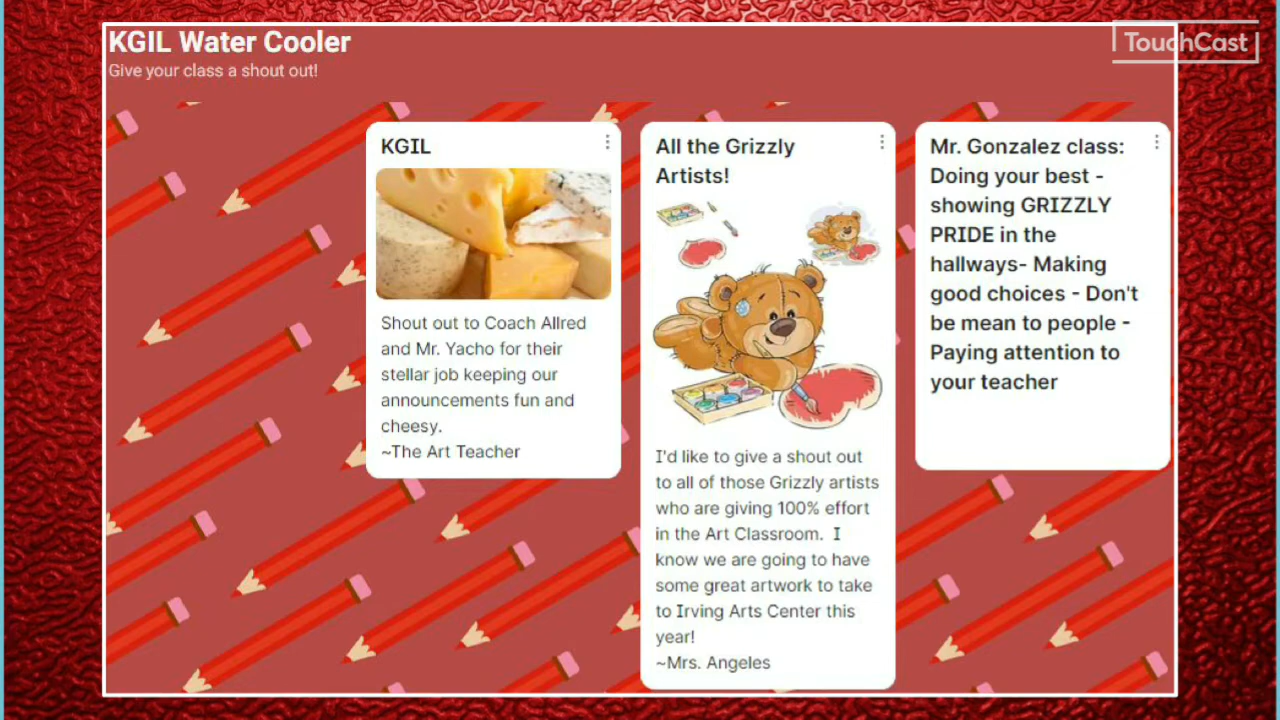 KGIL Water Cooler
Give your class a shout out!
TouchCast
KGIL
Shout out to Coach Allred
and Mr. Yacho for their
stellar job keeping our
announcements fun and
cheesy.
~The Art Teacher
All the Grizzly
Artists!
I'd like to give a shout out
to all of those Grizzly artists
who are giving 100% effort
in the Art Classroom. I
know we are going to have
some great artwork to take
to Irving Arts Center this
year!
~Mrs. Angeles
Mr. Gonzalez class:
Doing your best -
showing GRIZZLY
PRIDE in the
hallways- Making
good choices - Don't
be mean to people -
Paying attention to
your teacher